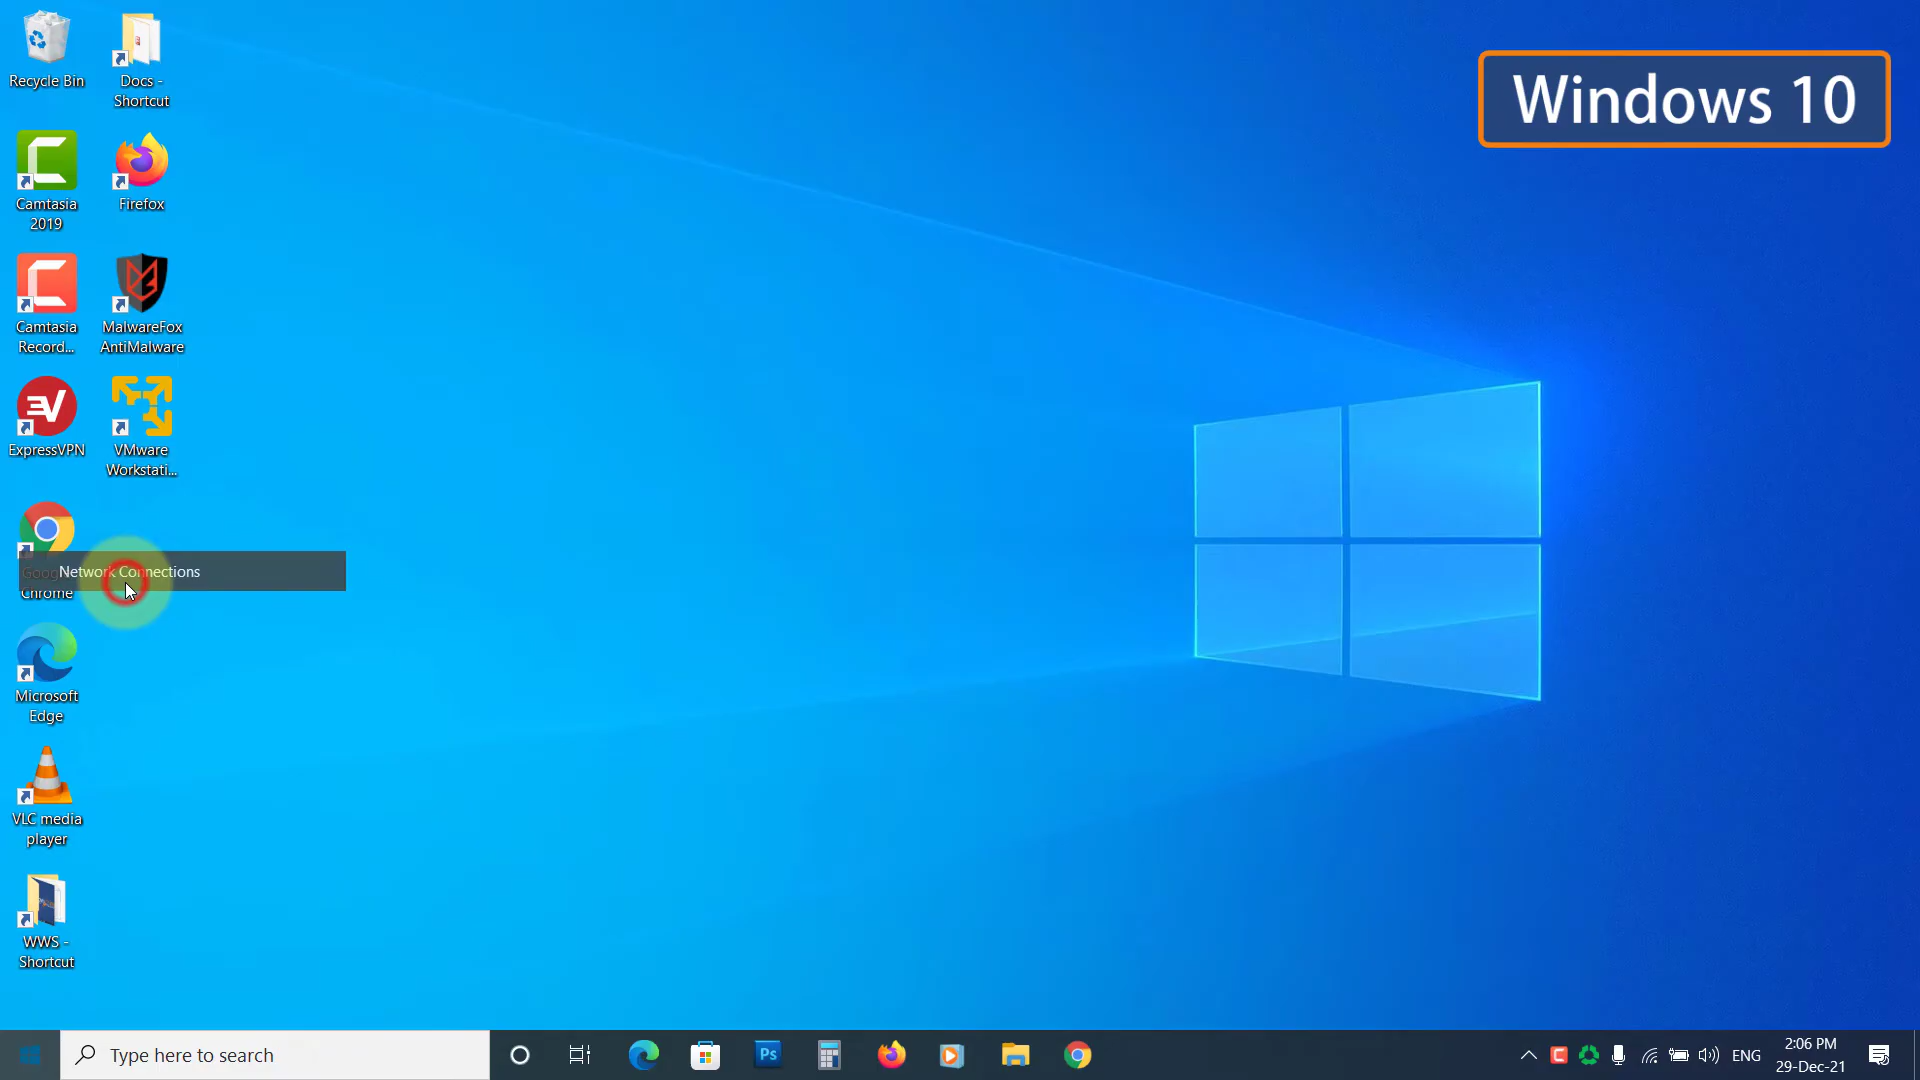 Recycle Bin
Docs -
Shortcut
Windows 10
Camtasia
2019
Firefox
Camtasia
Record...
MalwareFox
AntiMalware
ExpressVPN
VMware
Workstati...
Network Connections
Chrome
Microsoft
Edge
VLC media
player
WWS -
Shortcut
Type here to search
Ps
ENG
2:06 PM
29-Dec-21